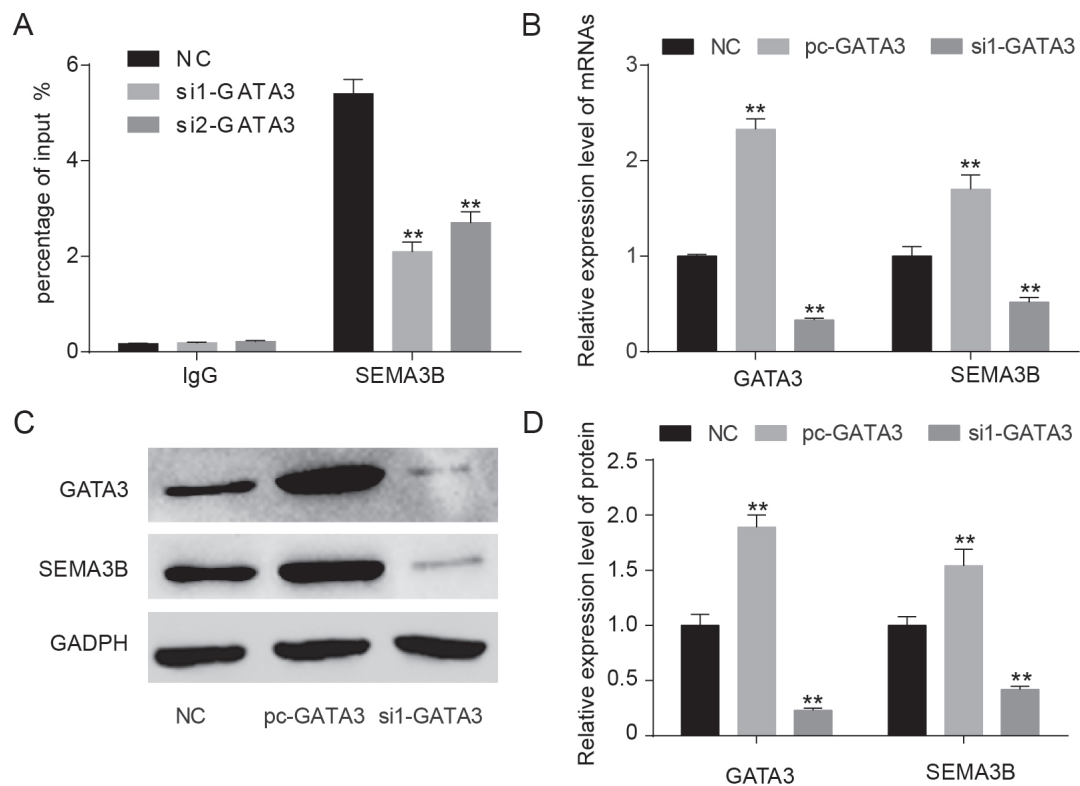 A
NC
si1-GATA3
si2-GATA3
percentage of input %
6
4
2
0
**
**
IgG
SEMA3B
B
NC pc-GATA3 si1-GATA3
Relative expression level of mRNAs
3
2
1
0
**
**
**
**
GATA3
SEMA3B
C
GATA3
SEMA3B
GADPH
NC pc-GATA3 si1-GATA3
D
NC pc-GATA3 si1-GATA3
Relative expression level of protein
2.5
2.0
1.5
1.0
0.5
0
**
**
**
**
GATA3
SEMA3B